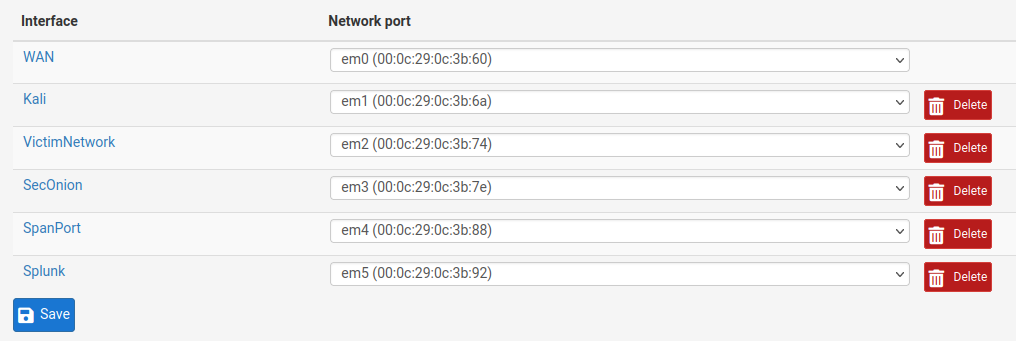 Interface Network port
WAN em0 (00:0c:29:0c:3b:60)
Kali em1 (00:0c:29:0c:3b:6a) Delete
VictimNetwork em2 (00:0c:29:0c:3b:74) Delete
SecOnion em3 (00:0c:29:0c:3b:7e) Delete
SpanPort em4 (00:0c:29:0c:3b:88) Delete
Splunk em5 (00:0c:29:0c:3b:92) Delete
Save